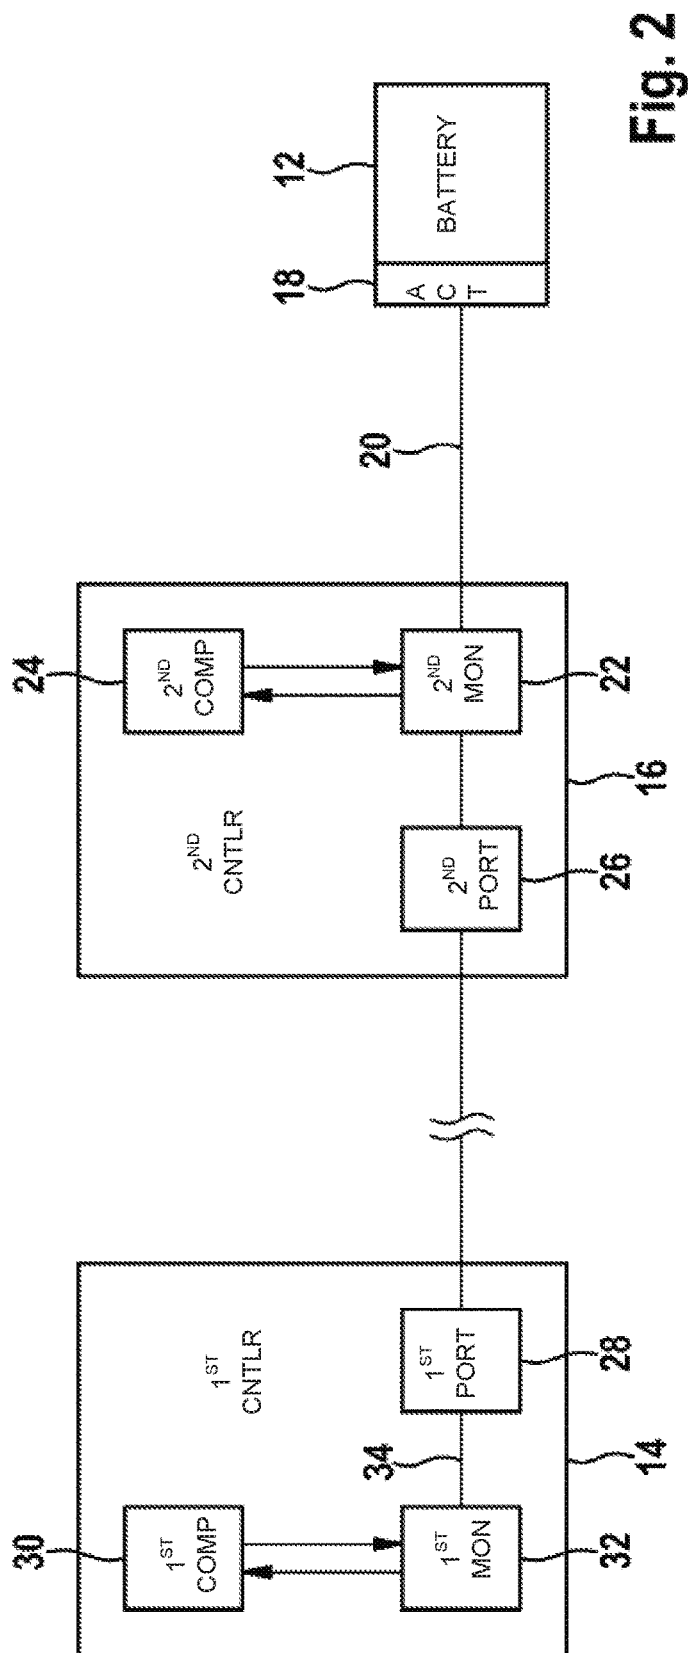 Fig. 2
30
1ST
COMP
1ST
CNTLR
1ST
MON
34
1ST
PORT
32
14
28
24
2ND
COMP
2ND
CNTLR
2ND
PORT
2ND
MON
26
16
22
20
18
12
A
C
T
BATTERY